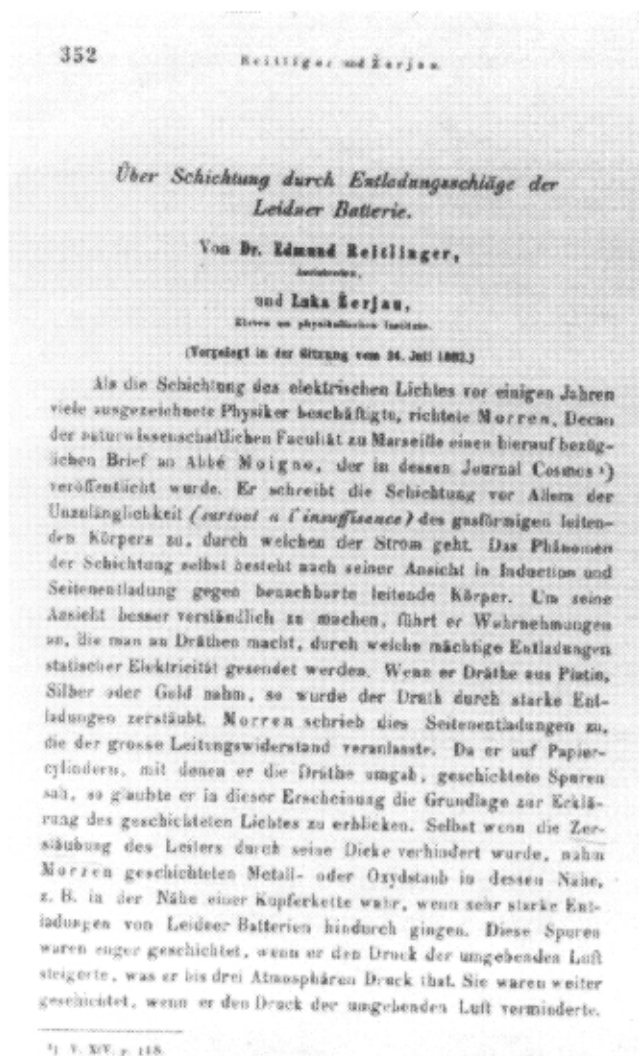 352
Reitlinger und Žerjau.
Über Schichtung durch Entladungsschläge der
Leidner Batterie.
Von Dr. Edmund Reitlinger,
und Luka Žerjau,
Eleven am physikalischen Institute.
(Vorgelegt in der Sitzung vom 24. Juli 1862.)
Als die Schichtung des elektrischen Lichtes vor einigen Jahren
viele ausgezeichnete Physiker beschäftigte, richtete Morren, Decan
der naturwissenschaftlichen Facultät zu Marseille einen hierauf bezüg-
lichen Brief an Abbé Moigno, der in dessen Journal Cosmos ¹)
veröffentlicht wurde. Er schreibt die Schichtung vor Allem der
Unzulänglichkeit (surtout a l'insuffisance) des gasförmigen leiten-
den Körpers zu, durch welchen der Strom geht. Das Phänomen
der Schichtung selbst besteht nach seiner Ansicht in Induction und
Seitenentladung gegen benachbarte leitende Körper. Um seine
Ansicht besser verständlich zu machen, führt er Wahrnehmungen
an, die man an Dräthen macht, durch welche mächtige Entladungen
statischer Elektricität gesendet werden. Wenn er Dräthe aus Platin,
Silber oder Gold nahm, so wurde der Drath durch starke Ent-
ladungen zerstäubt. Morren schrieb dies Seitenentladungen zu,
die der grosse Leitungswiderstand veranlasste. Da er auf Papier-
cylindern, mit denen er die Dräthe umgab, geschichtete Spuren
sah, so glaubte er in dieser Erscheinung die Grundlage zur Erklä-
rung des geschichteten Lichtes zu erblicken. Selbst wenn die Zer-
stäubung des Leiters durch seine Dicke verhindert wurde, nahm
Morren geschichteten Metall- oder Oxydstaub in dessen Nähe,
z. B. in der Nähe einer Kupferkette wahr, wenn sehr starke Ent-
ladungen von Leidner Batterien hindurch gingen. Diese Spuren
waren enger geschichtet, wenn er den Druck der umgebenden Luft
steigerte, was er bis drei Atmosphären Druck that. Sie waren weiter
geschichtet, wenn er den Druck der umgebenden Luft verminderte.
¹) V. XIV. p. 118.